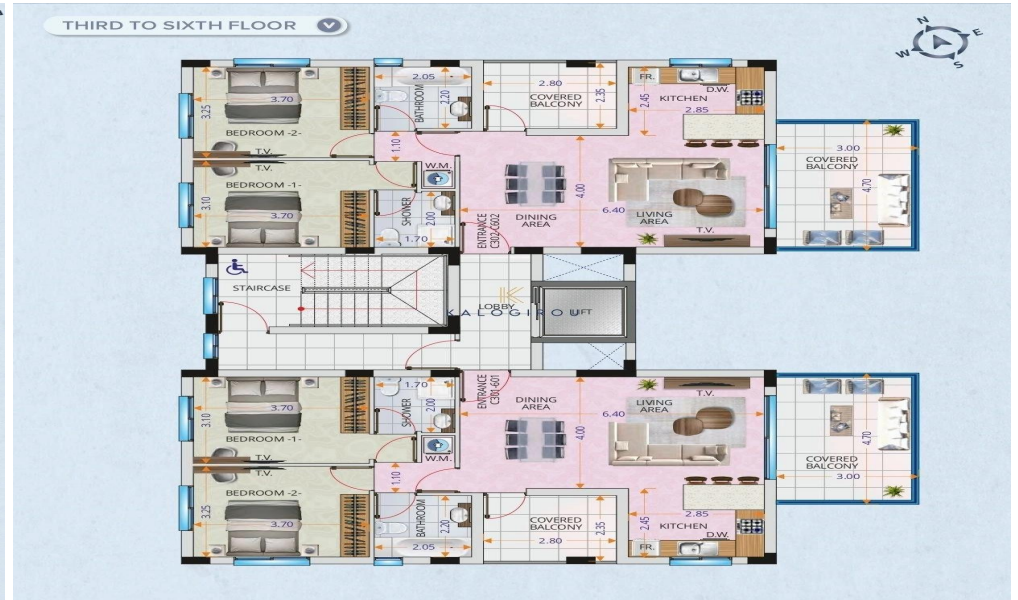 THIRD TO SIXTH FLOOR
N
E
W
S
2.05
2.80
FR.
D.W.
3.25
3.70
BATHROOM
2.20
COVERED
BALCONY
2.35
2.45
KITCHEN
2.85
BEDROOM -2-
1.10
3.00
COVERED
BALCONY
4.70
T.V.
T.V.
W.M.
BEDROOM -1-
3.10
3.70
SHOWER
2.00
1.70
ENTRANCE
C302-C602
DINING
AREA
4.00
6.40
LIVING
AREA
T.V.
STAIRCASE
LOBBY
KALOGIROU
LIFT
3.10
3.70
1.70
SHOWER
2.00
ENTRANCE
C301-601
DINING
AREA
4.00
6.40
LIVING
AREA
T.V.
BEDROOM -1-
T.V.
T.V.
W.M.
4.70
COVERED
BALCONY
3.00
BEDROOM -2-
1.10
3.25
3.70
BATHROOM
2.20
2.05
COVERED
BALCONY
2.80
2.35
2.45
2.85
KITCHEN
D.W.
FR.